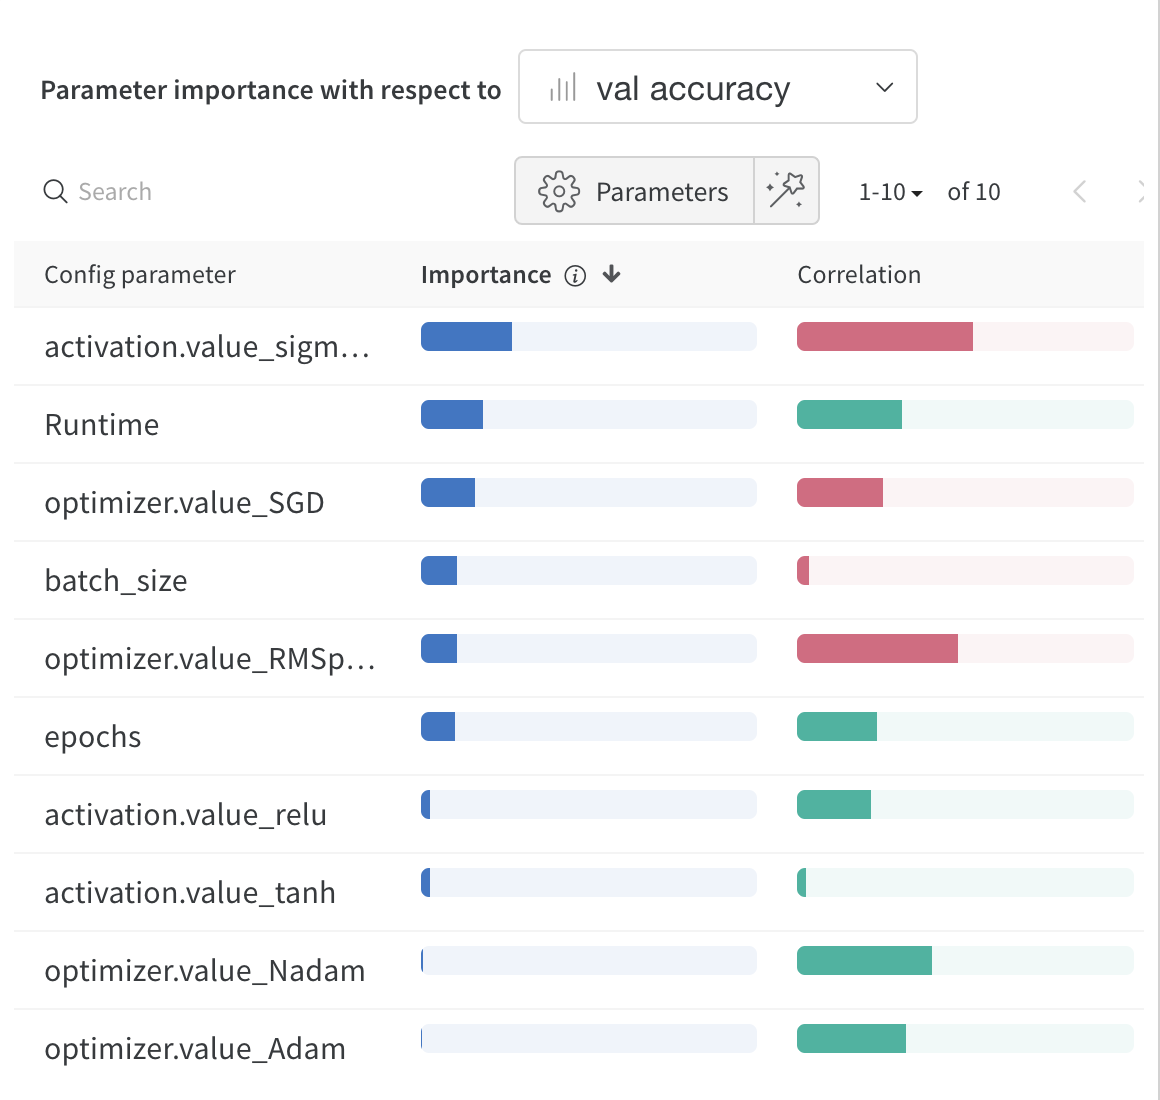 Parameter importance with respect to val accuracy
Search Parameters 1-10 of 10
Config parameter Importance Correlation
activation.value_sigm...
Runtime
optimizer.value_SGD
batch_size
optimizer.value_RMSp...
epochs
activation.value_relu
activation.value_tanh
optimizer.value_Nadam
optimizer.value_Adam